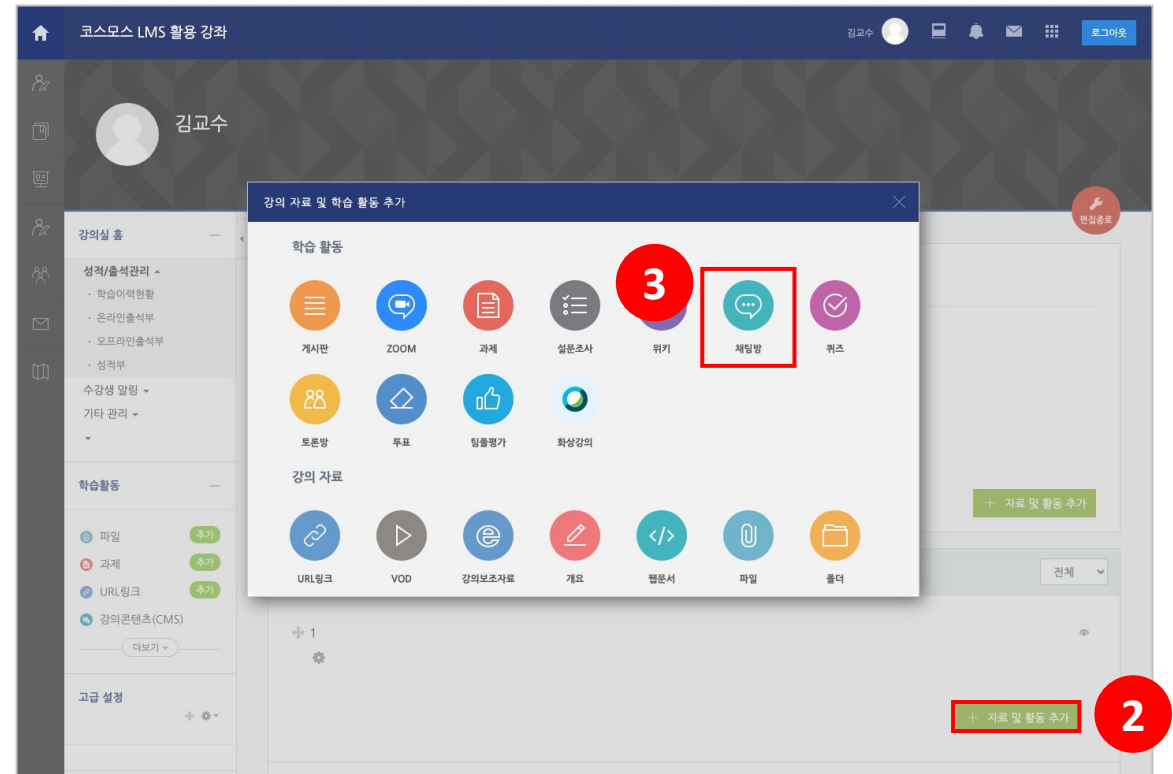 코스모스 LMS 활용 강좌
김교수
로그아웃
김교수
편집종료
강의실 홈
성적/출석관리
· 학습이력현황
· 온라인출석부
· 오프라인출석부
· 성적부
수강생 알림
기타 관리
학습활동
파일 추가
과제 추가
URL링크 추가
강의콘텐츠(CMS)
더보기
고급 설정
강의 자료 및 학습 활동 추가
학습 활동
3
게시판 ZOOM 과제 설문조사 위키 채팅방 퀴즈
토론방 투표 팀플평가 화상강의
강의 자료
URL링크 VOD 강의보조자료 개요 웹문서 파일 폴더
+ 자료 및 활동 추가
전체
1
+ 자료 및 활동 추가
2